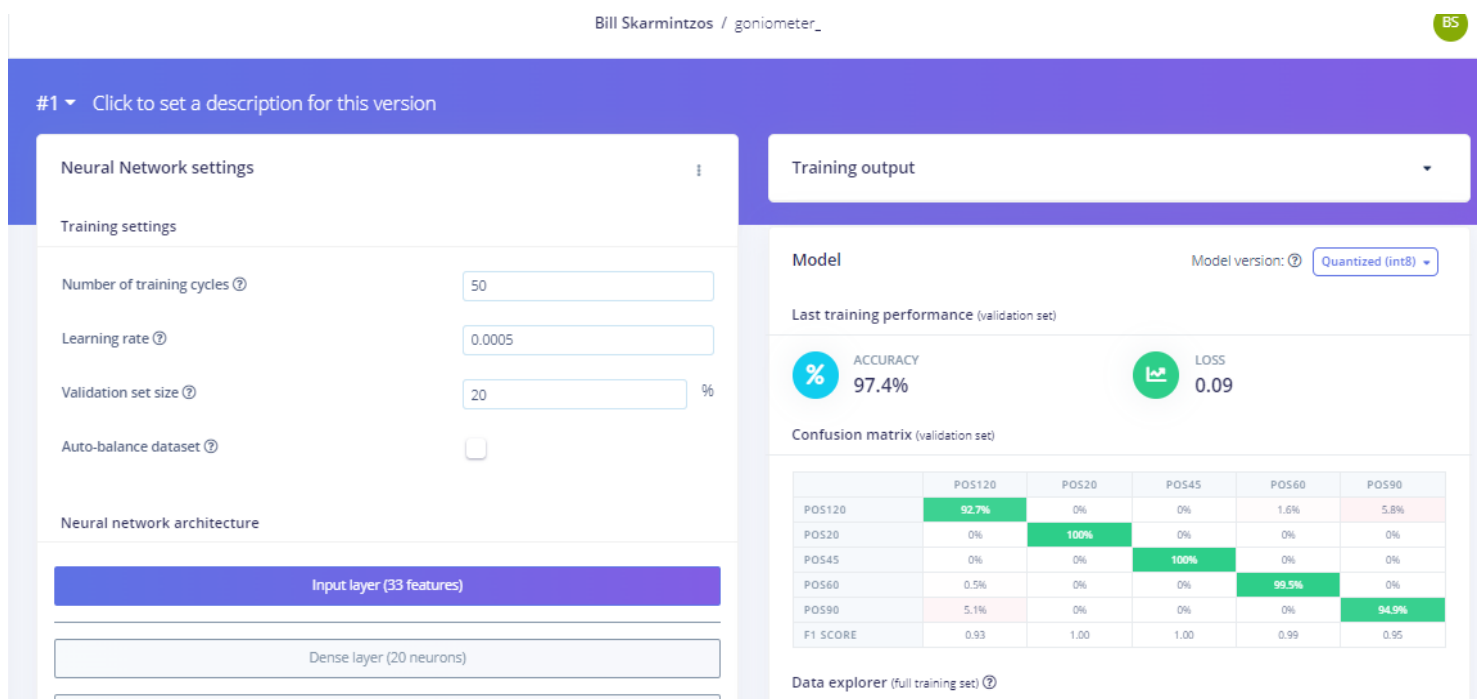 Bill Skarmintzos / goniometer_
BS
#1 Click to set a description for this version
Neural Network settings
Training settings
Number of training cycles ?
50
Learning rate ?
0.0005
Validation set size ?
20
%
Auto-balance dataset ?
Neural network architecture
Input layer (33 features)
Dense layer (20 neurons)
Training output
Model
Model version: ? Quantized (int8)
Last training performance (validation set)
%
ACCURACY
97.4%
LOSS
0.09
Confusion matrix (validation set)
POS120 POS20 POS45 POS60 POS90
POS120 92.7% 0% 0% 1.6% 5.8%
POS20 0% 100% 0% 0% 0%
POS45 0% 0% 100% 0% 0%
POS60 0.5% 0% 0% 99.5% 0%
POS90 5.1% 0% 0% 0% 94.9%
F1 SCORE 0.93 1.00 1.00 0.99 0.95
Data explorer (full training set) ?